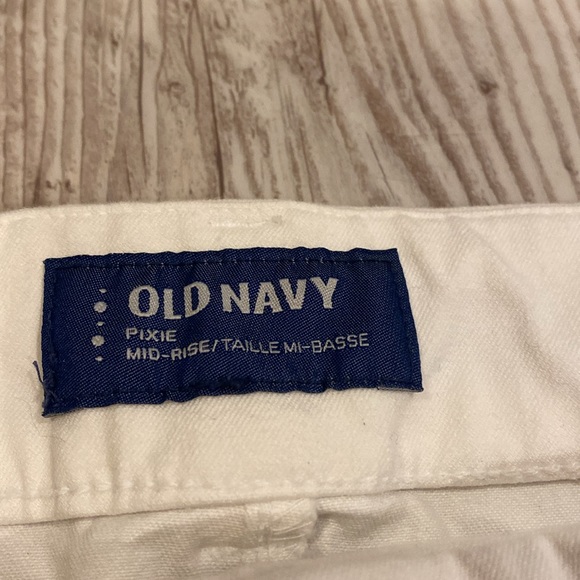 OLD NAVY
PIXIE
MID-RISE/TAILLE MI-BASSE